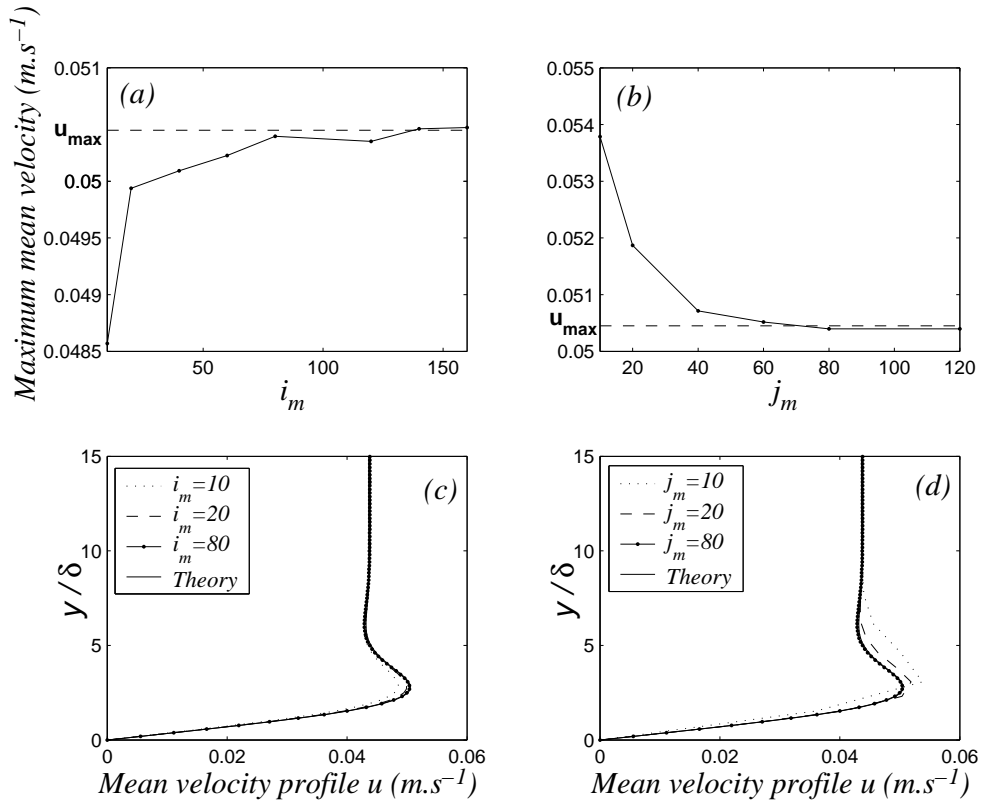 Maximum mean velocity (m.s⁻¹)
(a)
0.051
u_max
0.05
0.0495
0.049
0.0485
50 100 150
i_m
(b)
0.055
0.054
0.053
0.052
0.051
u_max
0.05
20 40 60 80 100 120
j_m
(c)
y / δ
15
10
5
0
i_m=10
i_m=20
i_m=80
Theory
0 0.02 0.04 0.06
Mean velocity profile u (m.s⁻¹)
(d)
y / δ
15
10
5
0
j_m=10
j_m=20
j_m=80
Theory
0 0.02 0.04 0.06
Mean velocity profile u (m.s⁻¹)